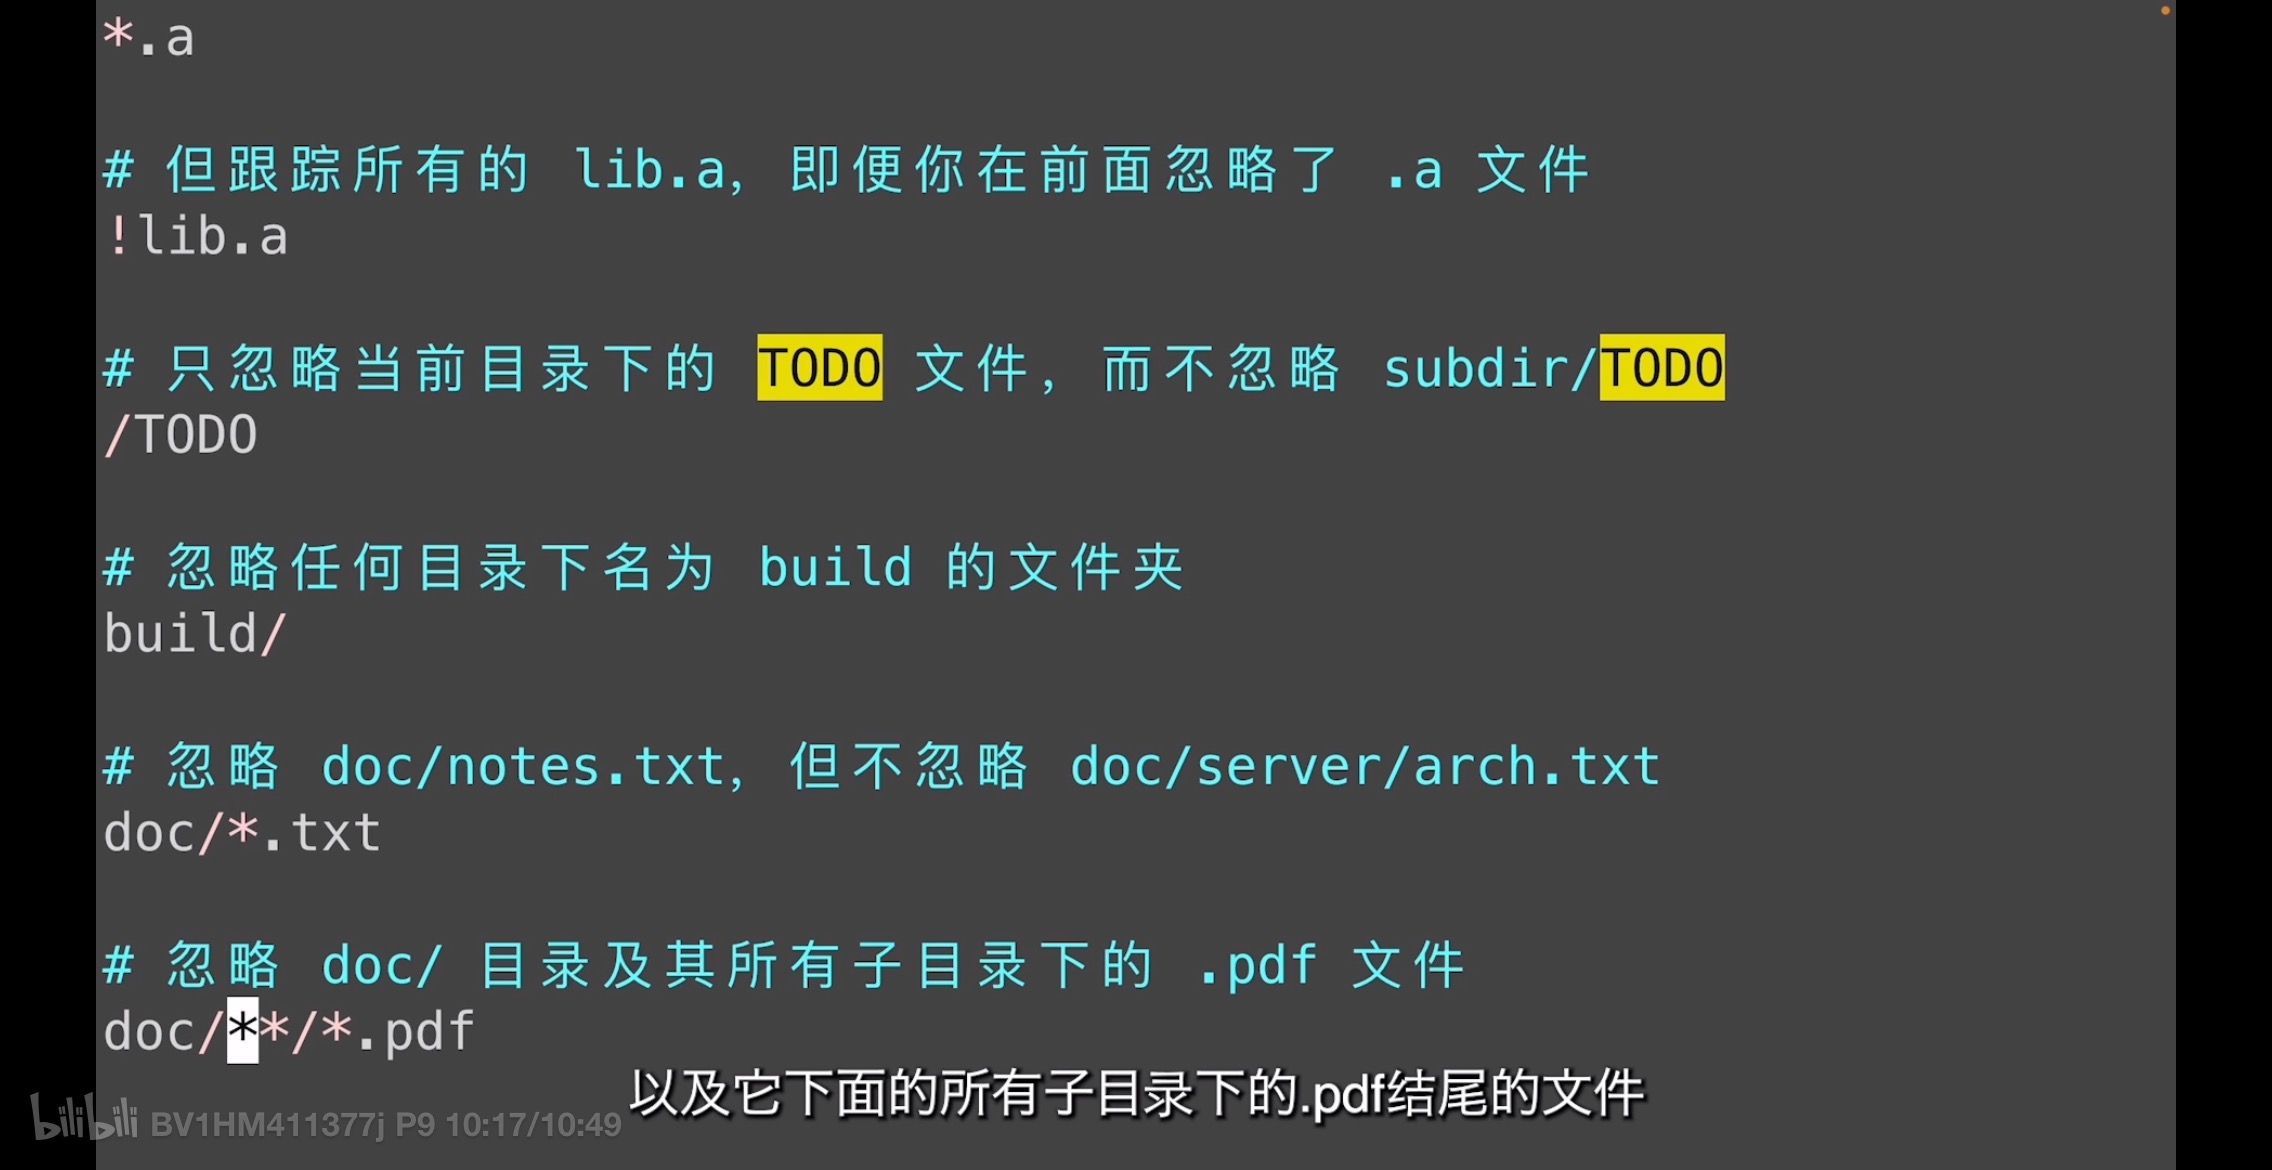 *.a
# 但跟踪所有的 lib.a，即便你在前面忽略了 .a 文件
!lib.a
# 只忽略当前目录下的 TODO 文件，而不忽略 subdir/TODO
/TODO
# 忽略任何目录下名为 build 的文件夹
build/
# 忽略 doc/notes.txt，但不忽略 doc/server/arch.txt
doc/*.txt
# 忽略 doc/ 目录及其所有子目录下的 .pdf 文件
doc/**/*.pdf
以及它下面的所有子目录下的.pdf结尾的文件
bilibili BV1HM411377j P9 10:17/10:49